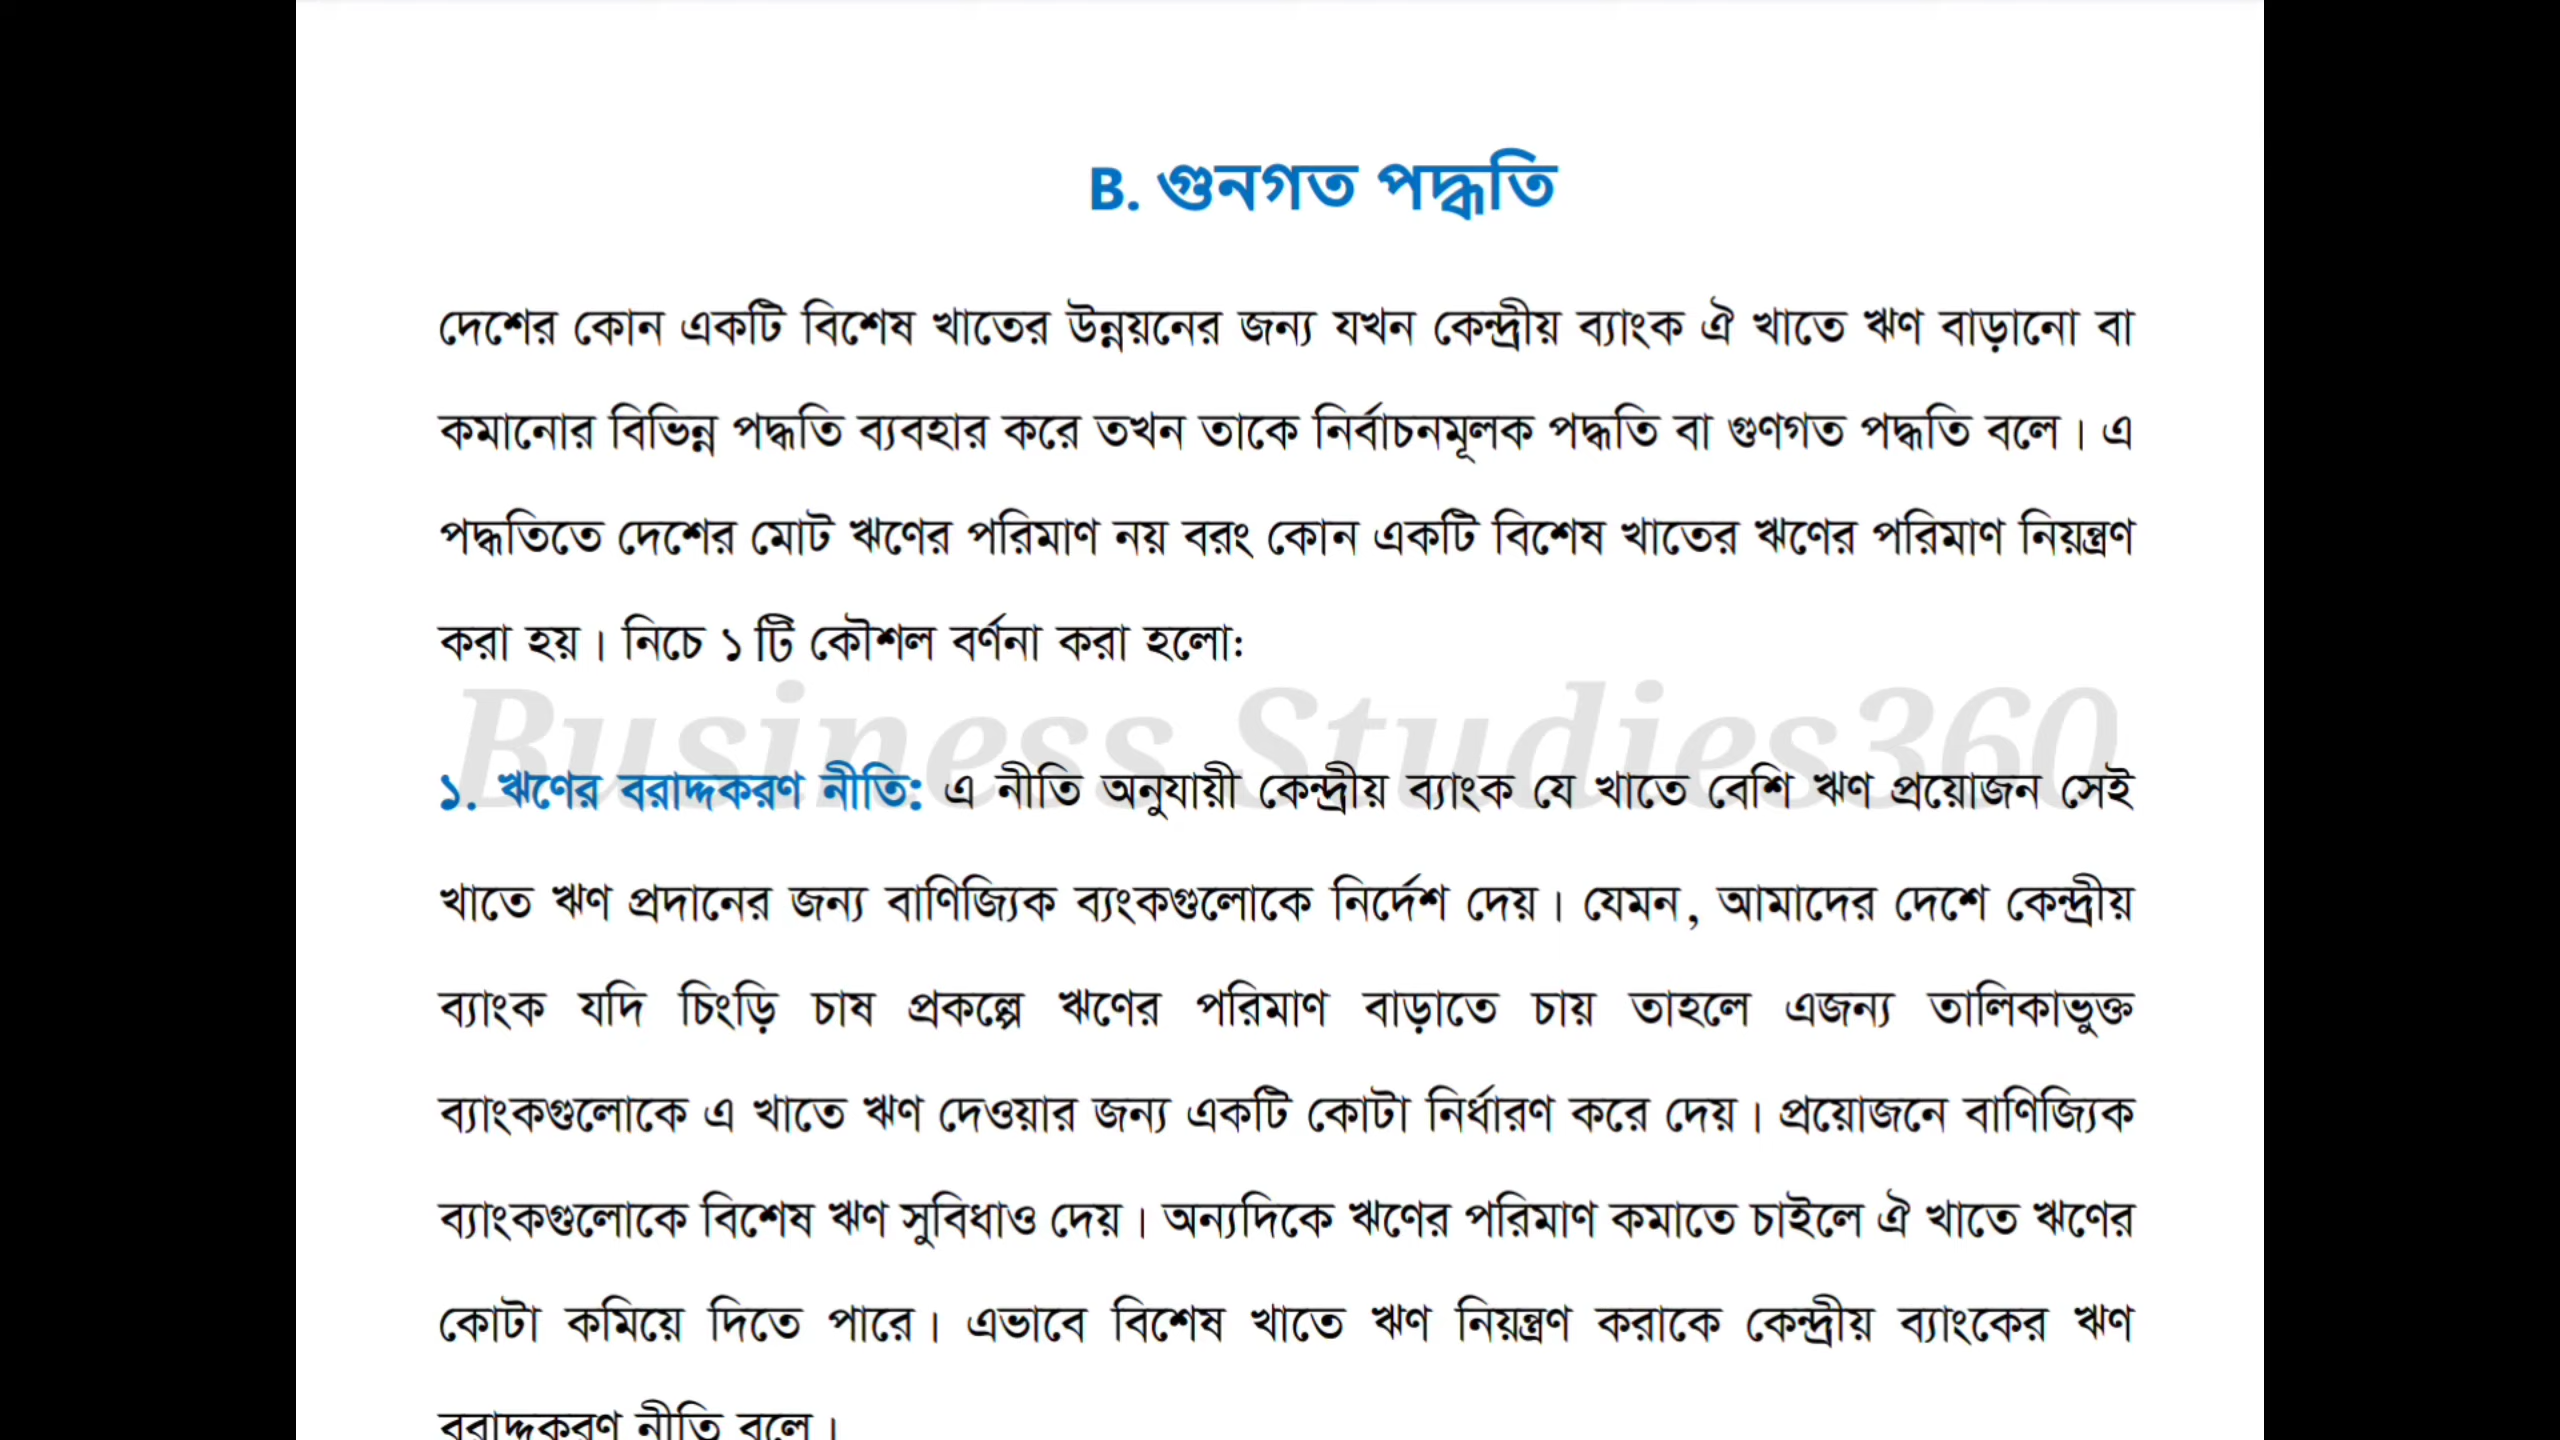 B. গুনগত পদ্ধতি
দেশের কোন একটি বিশেষ খাতের উন্নয়নের জন্য যখন কেন্দ্রীয় ব্যাংক ঐ খাতে ঋণ বাড়ানো বা
কমানোর বিভিন্ন পদ্ধতি ব্যবহার করে তখন তাকে নির্বাচনমূলক পদ্ধতি বা গুণগত পদ্ধতি বলে। এ
পদ্ধতিতে দেশের মোট ঋণের পরিমাণ নয় বরং কোন একটি বিশেষ খাতের ঋণের পরিমাণ নিয়ন্ত্রণ
করা হয়। নিচে ১ টি কৌশল বর্ণনা করা হলো:
Business Studies360
১. ঋণের বরাদ্দকরণ নীতি: এ নীতি অনুযায়ী কেন্দ্রীয় ব্যাংক যে খাতে বেশি ঋণ প্রয়োজন সেই
খাতে ঋণ প্রদানের জন্য বাণিজ্যিক ব্যংকগুলোকে নির্দেশ দেয়। যেমন, আমাদের দেশে কেন্দ্রীয়
ব্যাংক যদি চিংড়ি চাষ প্রকল্পে ঋণের পরিমাণ বাড়াতে চায় তাহলে এজন্য তালিকাভুক্ত
ব্যাংকগুলোকে এ খাতে ঋণ দেওয়ার জন্য একটি কোটা নির্ধারণ করে দেয়। প্রয়োজনে বাণিজ্যিক
ব্যাংকগুলোকে বিশেষ ঋণ সুবিধাও দেয়। অন্যদিকে ঋণের পরিমাণ কমাতে চাইলে ঐ খাতে ঋণের
কোটা কমিয়ে দিতে পারে। এভাবে বিশেষ খাতে ঋণ নিয়ন্ত্রণ করাকে কেন্দ্রীয় ব্যাংকের ঋণ
বরাদ্দকরণ নীতি বলে।